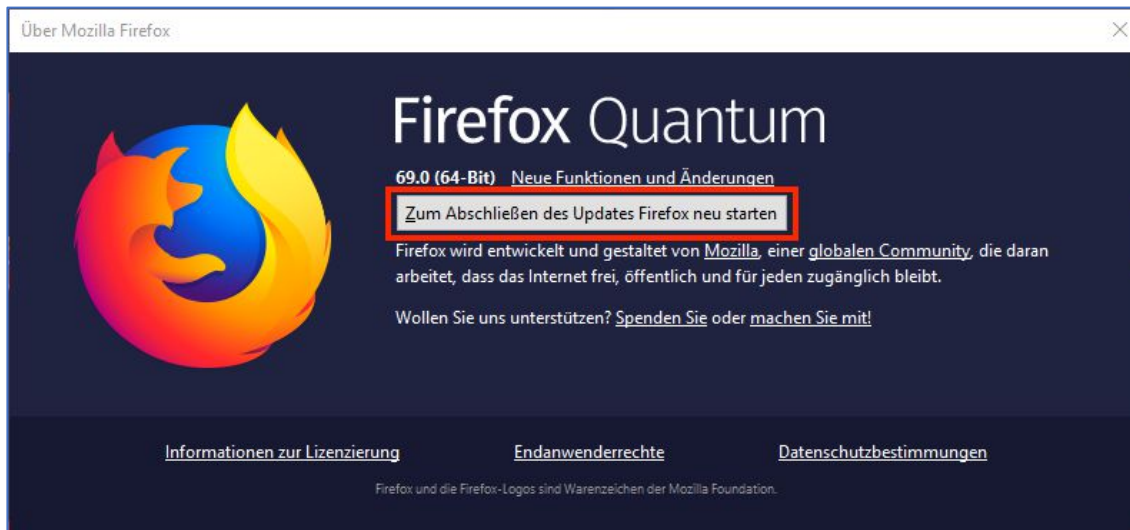 Über Mozilla Firefox
Firefox Quantum
69.0 (64-Bit) Neue Funktionen und Änderungen
Zum Abschließen des Updates Firefox neu starten
Firefox wird entwickelt und gestaltet von Mozilla, einer globalen Community, die daran
arbeitet, dass das Internet frei, öffentlich und für jeden zugänglich bleibt.
Wollen Sie uns unterstützen? Spenden Sie oder machen Sie mit!
Informationen zur Lizenzierung Endanwenderrechte Datenschutzbestimmungen
Firefox und die Firefox-Logos sind Warenzeichen der Mozilla Foundation.